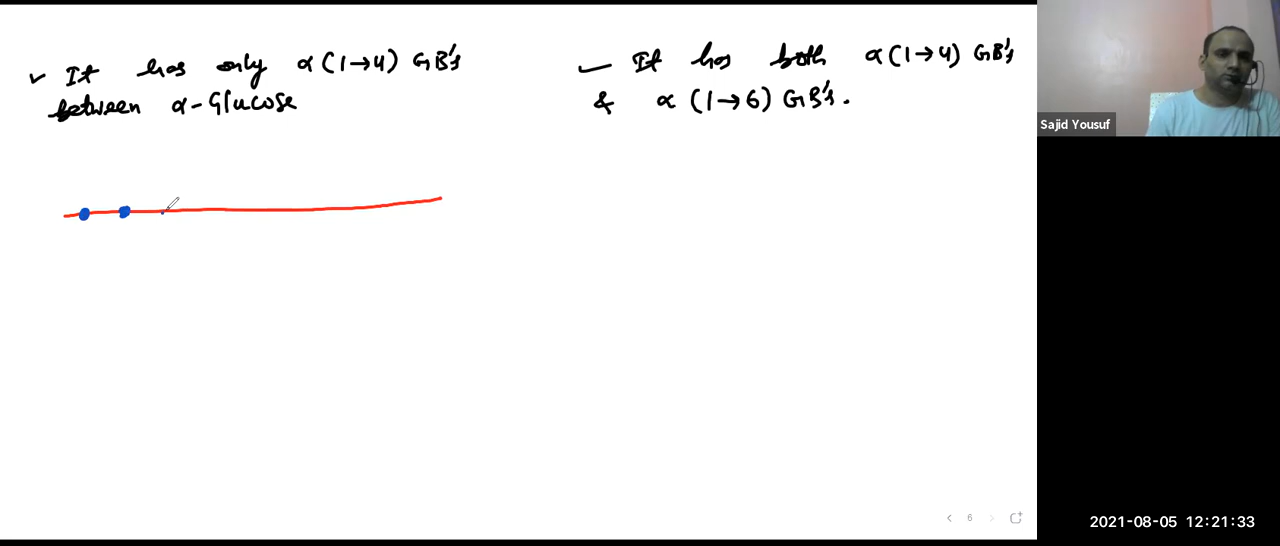 ✓ It has only α(1→4) GB's
between α-Glucose
– It has both α(1→4) GB's
& α (1→6) GB's.
Sajid Yousuf
6
2021-08-05 12:21:33